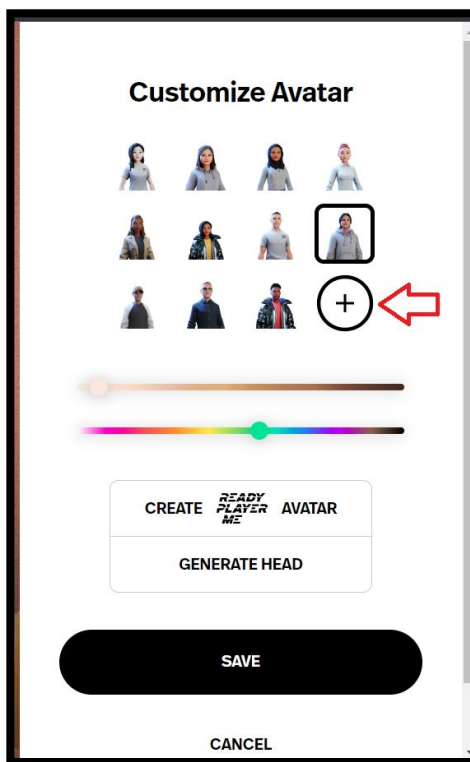 Customize Avatar
+
CREATE READY PLAYER ME AVATAR
GENERATE HEAD
SAVE
CANCEL